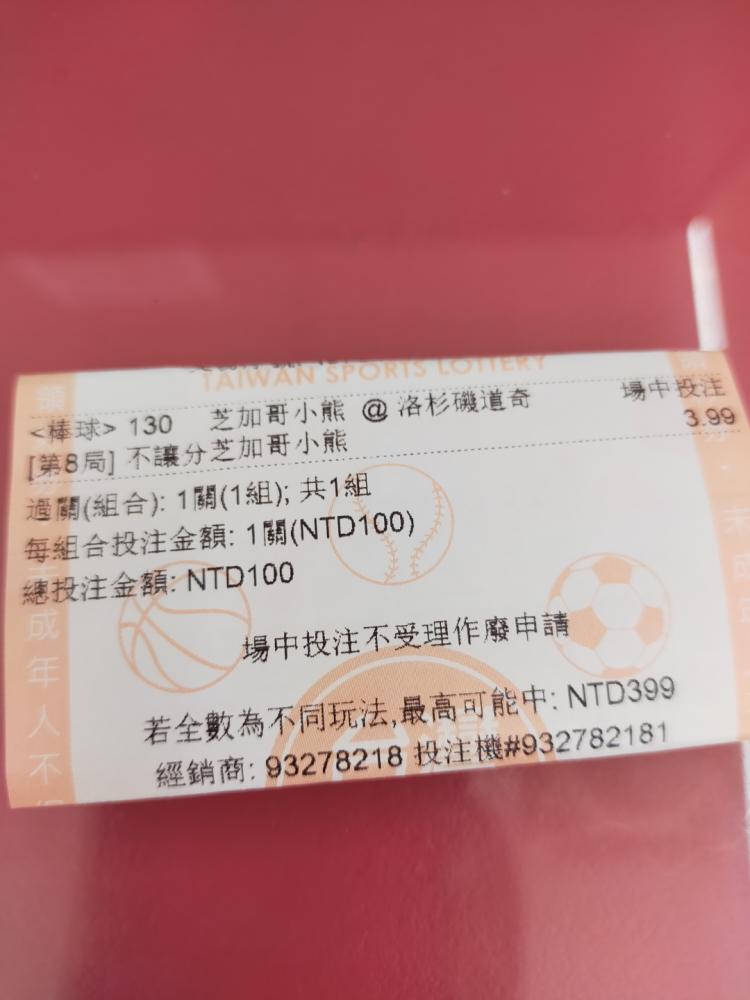 TAIWAN SPORTS LOTTERY
<棒球> 130 芝加哥小熊 @ 洛杉磯道奇 場中投注
[第8局] 不讓分芝加哥小熊 3.99
過關(組合): 1關(1組); 共1組
每組合投注金額: 1關(NTD100)
總投注金額: NTD100
場中投注不受理作廢申請
若全數為不同玩法,最高可能中: NTD399
經銷商: 93278218 投注機#932782181
成年人不